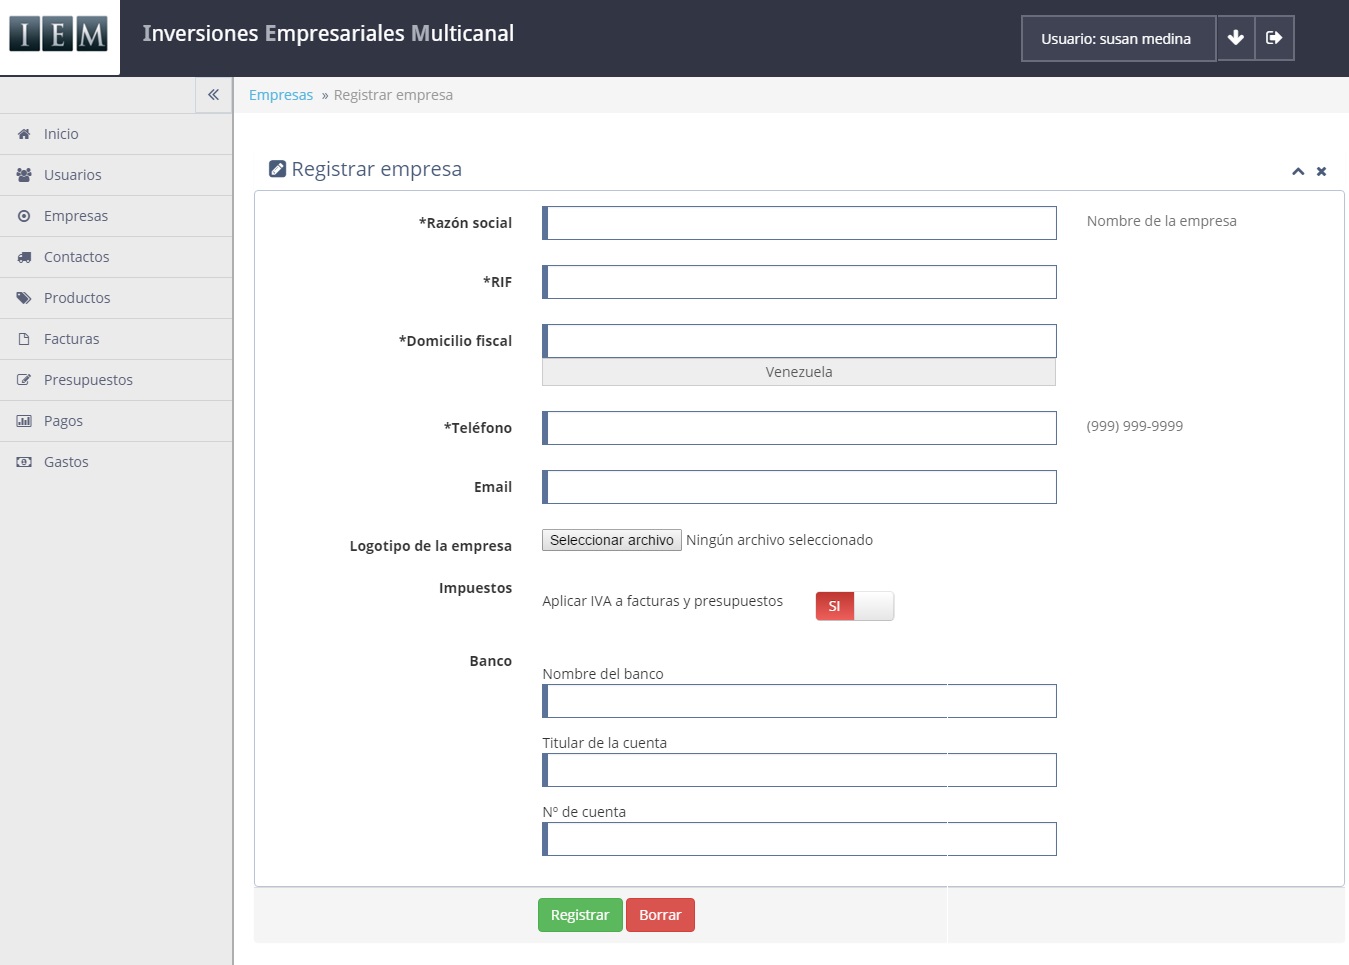 IEM
Inversiones Empresariales Multicanal
Usuario: susan medina
Empresas » Registrar empresa
Inicio
Usuarios
Empresas
Contactos
Productos
Facturas
Presupuestos
Pagos
Gastos
Registrar empresa
*Razón social
Nombre de la empresa
*RIF
*Domicilio fiscal
Venezuela
*Teléfono
(999) 999-9999
Email
Logotipo de la empresa
Seleccionar archivo Ningún archivo seleccionado
Impuestos
Aplicar IVA a facturas y presupuestos
SI
Banco
Nombre del banco
Titular de la cuenta
Nº de cuenta
Registrar
Borrar